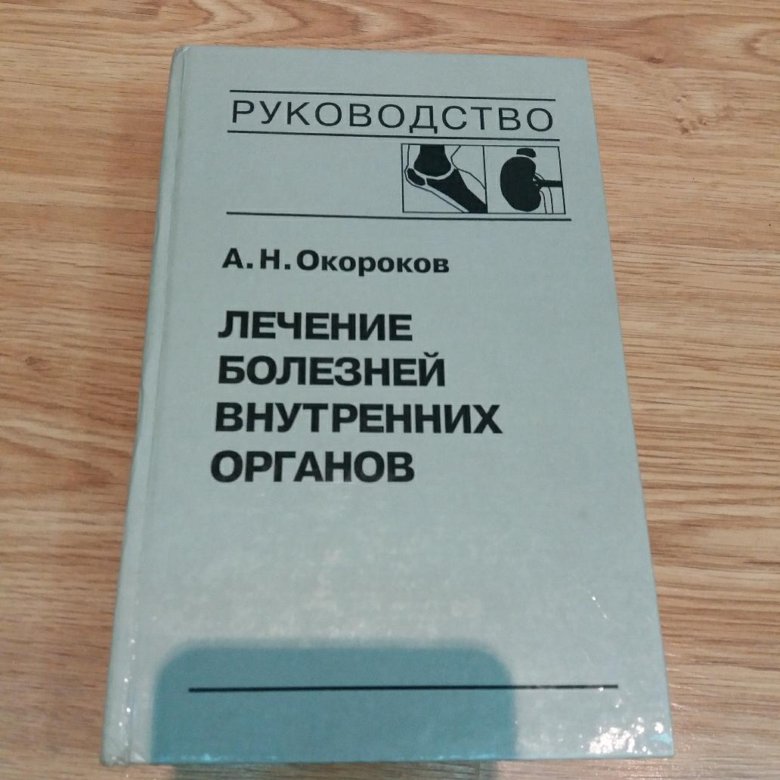 РУКОВОДСТВО
А. Н. Окороков
ЛЕЧЕНИЕ
БОЛЕЗНЕЙ
ВНУТРЕННИХ
ОРГАНОВ